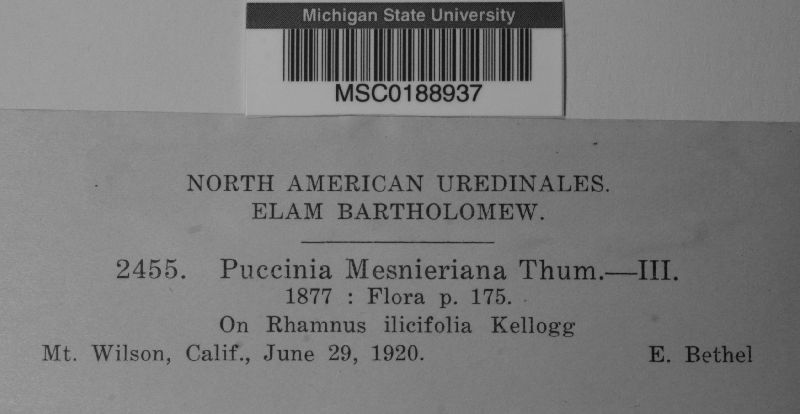 Michigan State University
MSC0188937
NORTH AMERICAN UREDINALES.
ELAM BARTHOLOMEW.
2455. Puccinia Mesnieriana Thum.—III.
1877 : Flora p. 175.
On Rhamnus ilicifolia Kellogg
Mt. Wilson, Calif., June 29, 1920. E. Bethel